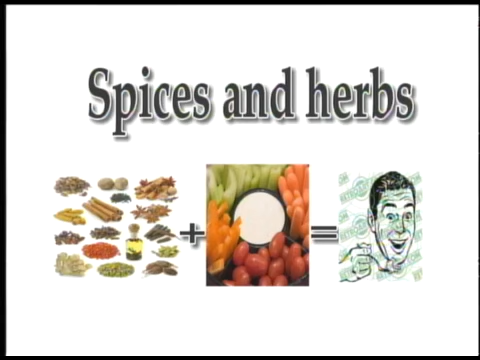 Spices and herbs
+
=